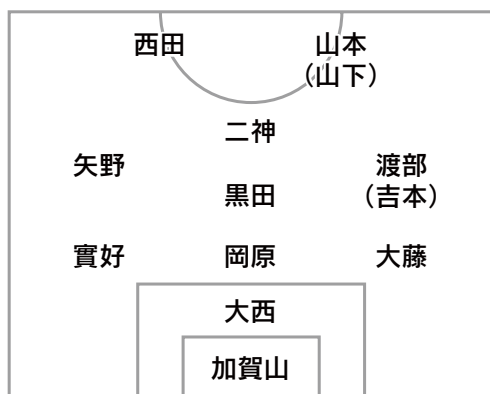 西田
山本
（山下）
二神
矢野
渡部
（吉本）
黒田
實好
岡原
大藤
大西
加賀山